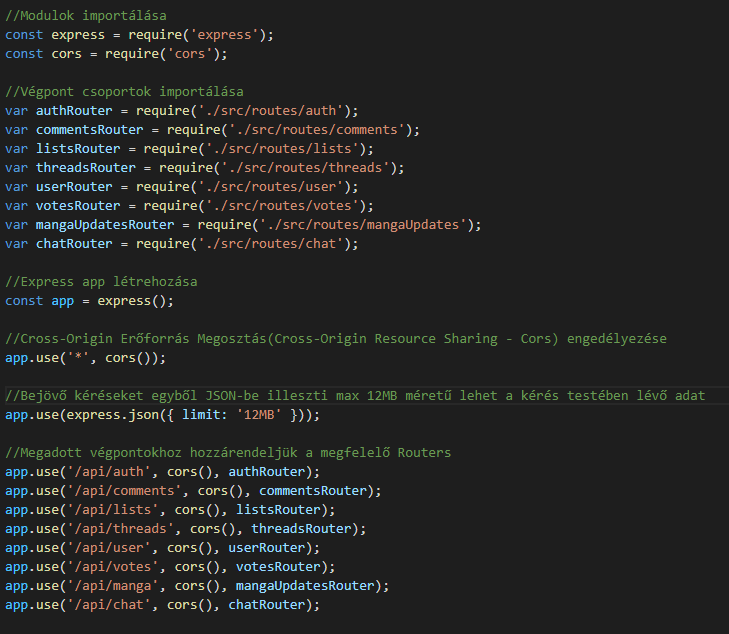 //Modulok importálása
const express = require('express');
const cors = require('cors');
//Végpont csoportok importálása
var authRouter = require('./src/routes/auth');
var commentsRouter = require('./src/routes/comments');
var listsRouter = require('./src/routes/lists');
var threadsRouter = require('./src/routes/threads');
var userRouter = require('./src/routes/user');
var votesRouter = require('./src/routes/votes');
var mangaUpdatesRouter = require('./src/routes/mangaUpdates');
var chatRouter = require('./src/routes/chat');
//Express app létrehozása
const app = express();
//Cross-Origin Erőforrás Megosztás(Cross-Origin Resource Sharing - Cors) engedélyezése
app.use('*', cors());
//Bejövő kéréseket egyből JSON-be illeszti max 12MB méretű lehet a kérés testében lévő adat
app.use(express.json({ limit: '12MB' }));
//Megadott végpontokhoz hozzárendeljük a megfelelő Routers
app.use('/api/auth', cors(), authRouter);
app.use('/api/comments', cors(), commentsRouter);
app.use('/api/lists', cors(), listsRouter);
app.use('/api/threads', cors(), threadsRouter);
app.use('/api/user', cors(), userRouter);
app.use('/api/votes', cors(), votesRouter);
app.use('/api/manga', cors(), mangaUpdatesRouter);
app.use('/api/chat', cors(), chatRouter);